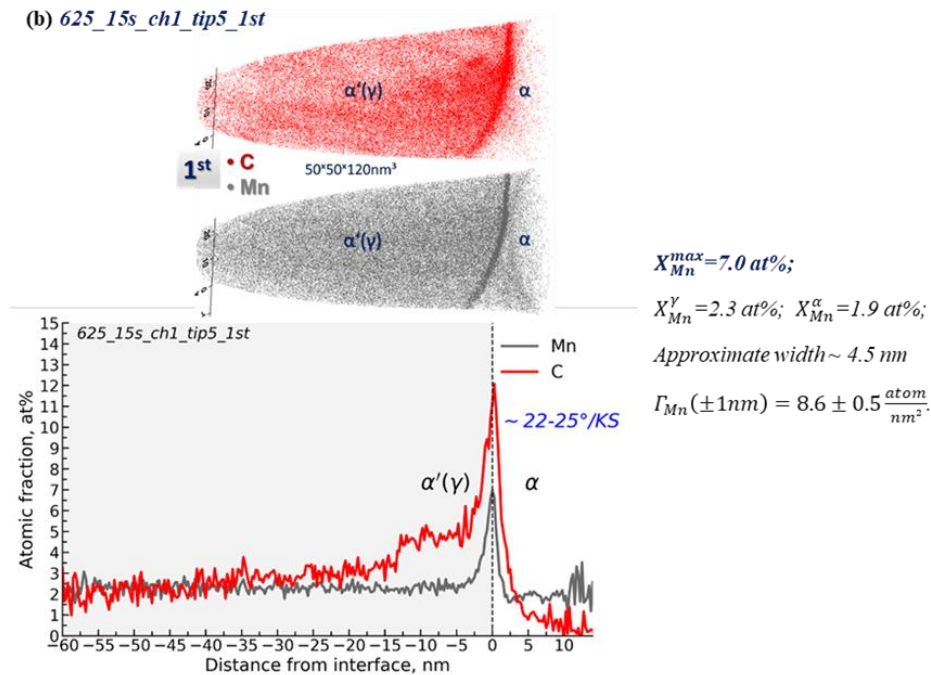 (b) 625_15s_ch1_tip5_1st
α'(γ)
α
1st
• C
• Mn
50*50*120nm³
α'(γ)
α
X_Mn^max=7.0 at%;
X_Mn^γ=2.3 at%; X_Mn^α=1.9 at%;
Approximate width~ 4.5 nm
Γ_Mn(±1nm) = 8.6 ± 0.5 atom/nm².
625_15s_ch1_tip5_1st
Mn
C
~ 22-25°/KS
α'(γ)
α
Atomic fraction, at%
15
14
13
12
11
10
9
8
7
6
5
4
3
2
1
0
−60 −55 −50 −45 −40 −35 −30 −25 −20 −15 −10 −5 0 5 10
Distance from interface, nm